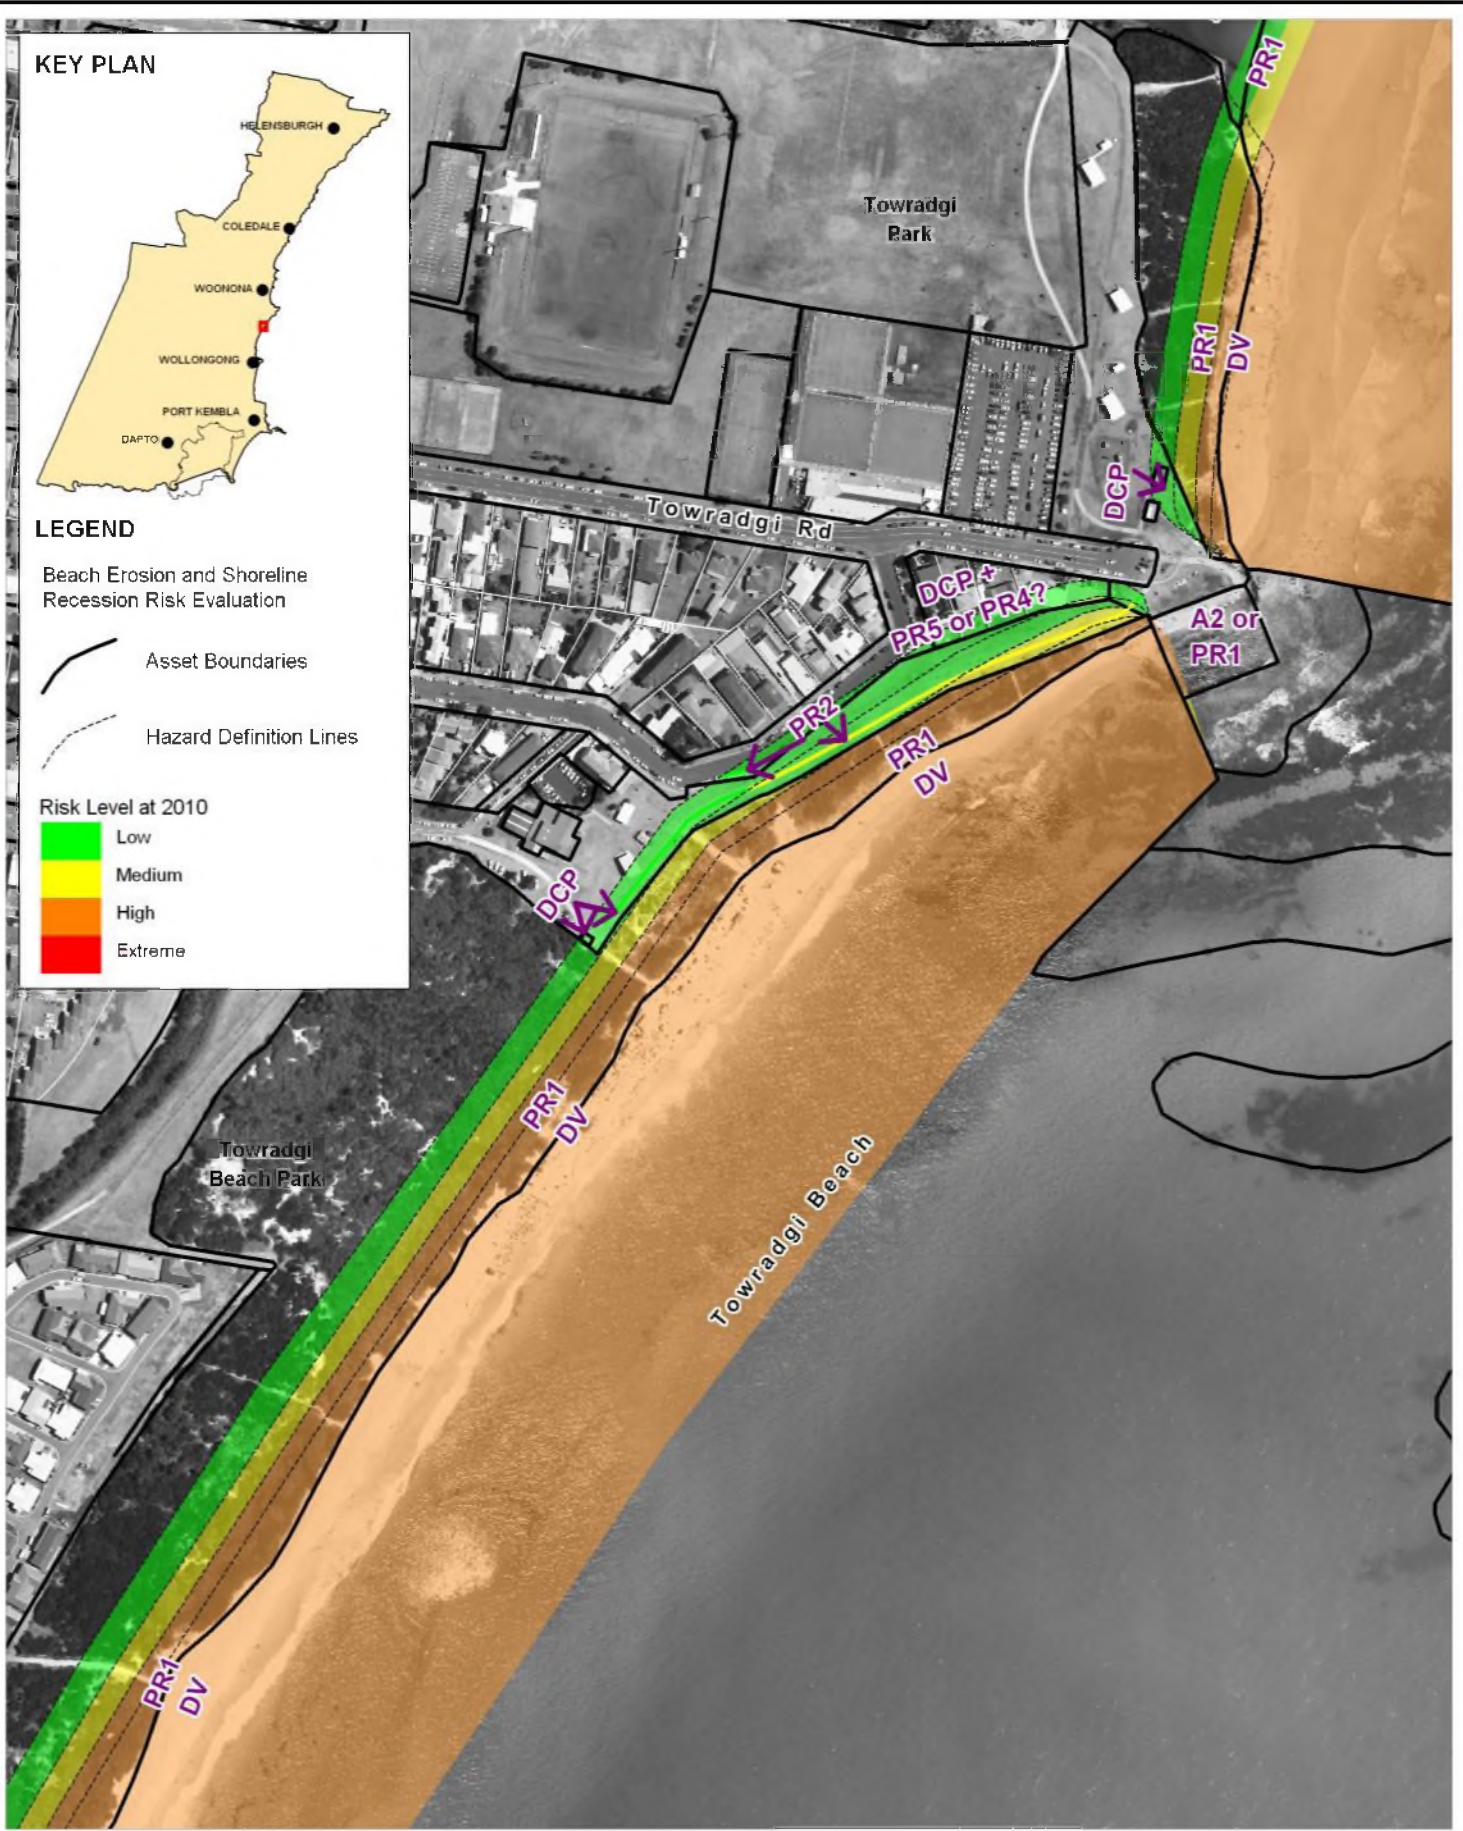 KEY PLAN
HELENSBURGH
COLEDALE
WOONONA
WOLLONGONG
PORT KEMBLA
DAPTO
LEGEND
Beach Erosion and Shoreline
Recession Risk Evaluation
Asset Boundaries
Hazard Definition Lines
Risk Level at 2010
Low
Medium
High
Extreme
PR1
Towradgi
Park
PR1
DV
DCP
Towradgi Rd
DCP +
PR5 or PR4?
A2 or
PR1
PR2
PR1
DV
DCP
PR1
DV
Towradgi
Beach Park
Towradgi Beach
PR1
DV